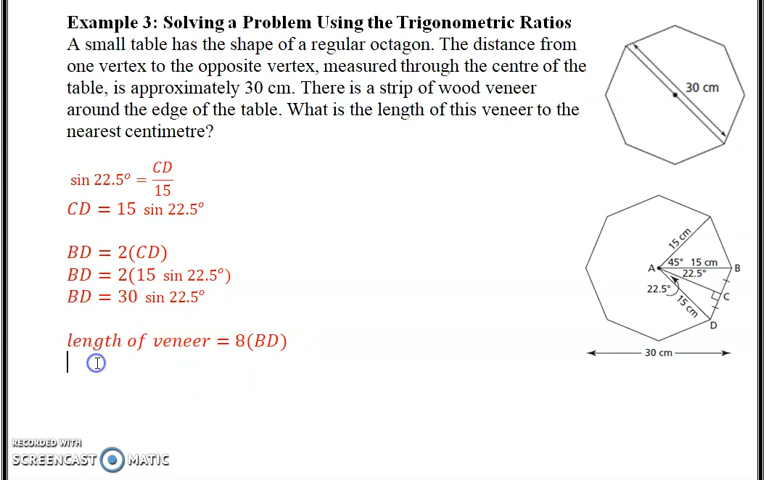 Example 3: Solving a Problem Using the Trigonometric Ratios
A small table has the shape of a regular octagon. The distance from
one vertex to the opposite vertex, measured through the centre of the
table, is approximately 30 cm. There is a strip of wood veneer
around the edge of the table. What is the length of this veneer to the
nearest centimetre?
30 cm
sin 22.5° = CD/15
CD = 15 sin 22.5°
BD = 2(CD)
BD = 2(15 sin 22.5°)
BD = 30 sin 22.5°
length of veneer = 8(BD)
15 cm
45° 15 cm
A B
22.5°
22.5°
C
15 cm
D
30 cm
RECORDED WITH
SCREENCAST MATIC